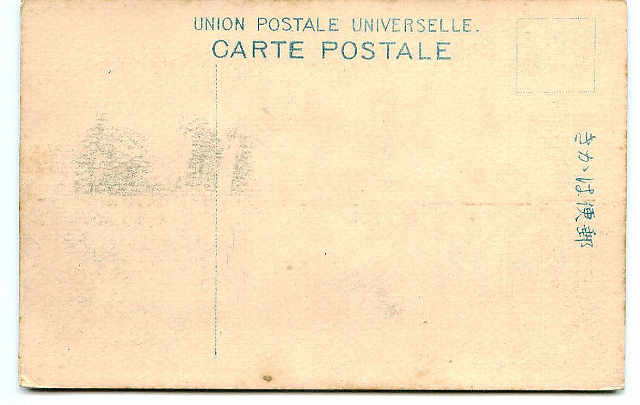 UNION POSTALE UNIVERSELLE.
CARTE POSTALE
きかは便郵